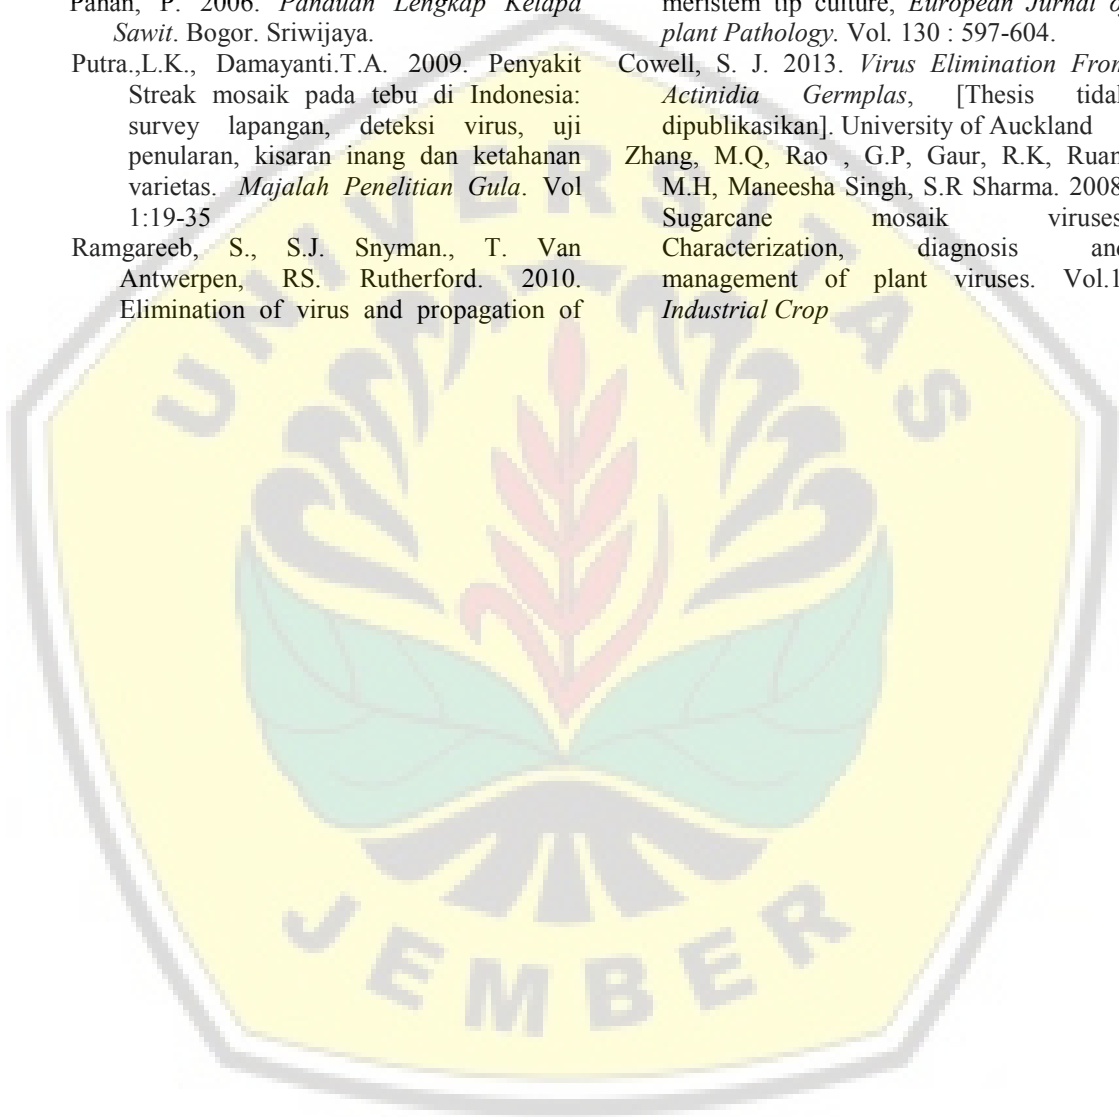 Pahan, P. 2006. Panduan Lengkap Kelapa
Sawit. Bogor. Sriwijaya.
Putra.,L.K., Damayanti.T.A. 2009. Penyakit
Streak mosaik pada tebu di Indonesia:
survey lapangan, deteksi virus, uji
penularan, kisaran inang dan ketahanan
varietas. Majalah Penelitian Gula. Vol
1:19-35
Ramgareeb, S., S.J. Snyman., T. Van
Antwerpen, RS. Rutherford. 2010.
Elimination of virus and propagation of
meristem tip culture, European Jurnal
plant Pathology. Vol. 130 : 597-604.
Cowell, S. J. 2013. Virus Elimination
Actinidia Germplas, [Thesis
dipublikasikan]. University of Auckland
Zhang, M.Q, Rao , G.P, Gaur, R.K, Ruan
M.H, Maneesha Singh, S.R Sharma. 2008
Sugarcane mosaik viruses
Characterization, diagnosis
management of plant viruses. Vol.1
Industrial Crop
UNIVERSITAS
JEMBER